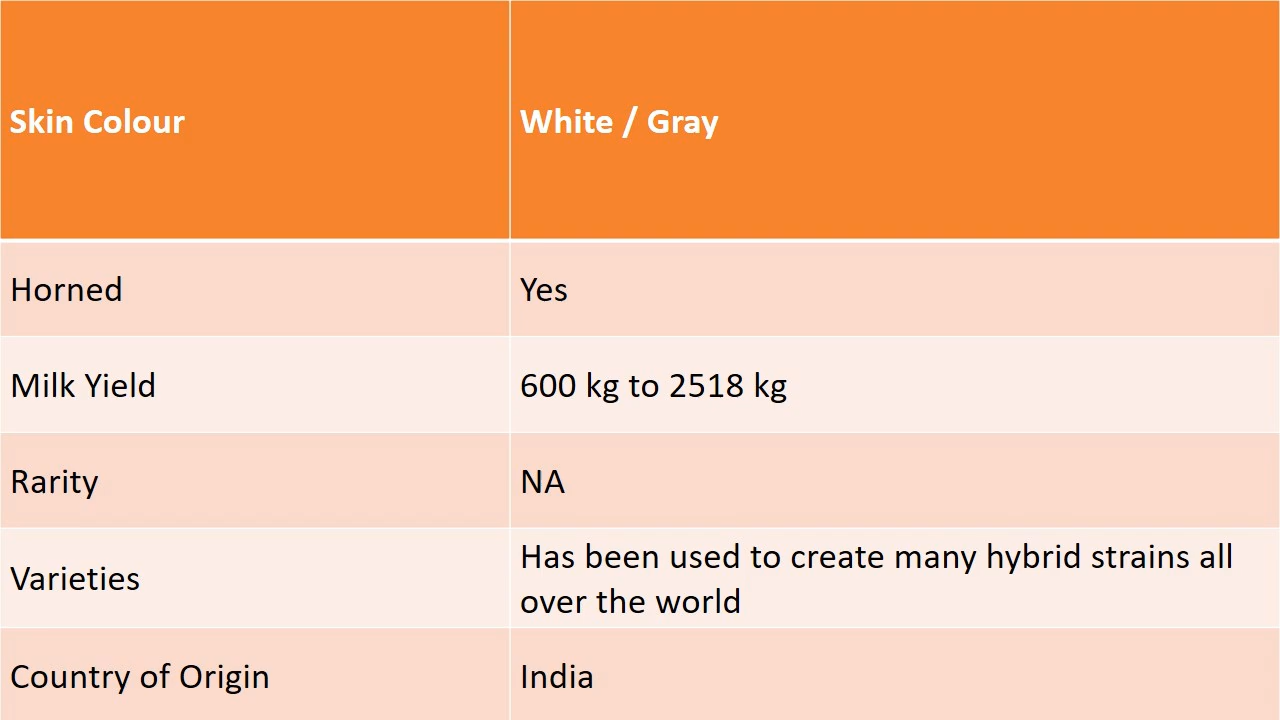 Skin Colour
White / Gray
Horned
Yes
Milk Yield
600 kg to 2518 kg
Rarity
NA
Varieties
Has been used to create many hybrid strains all
over the world
Country of Origin
India